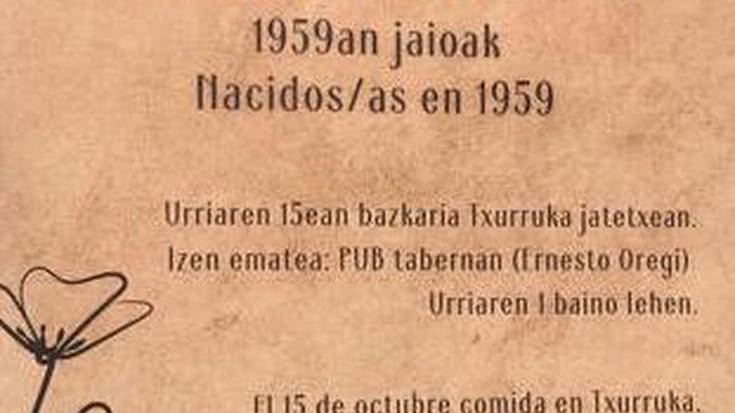 1959an jaioak
Nacidos/as en 1959
Urriaren 15ean bazkaria Txurruka jatetxean.
Izen ematea: PUB tabernan (Ernesto Oregi)
Urriaren 1 baino lehen.
El 15 de octubre comida en Txurruka.